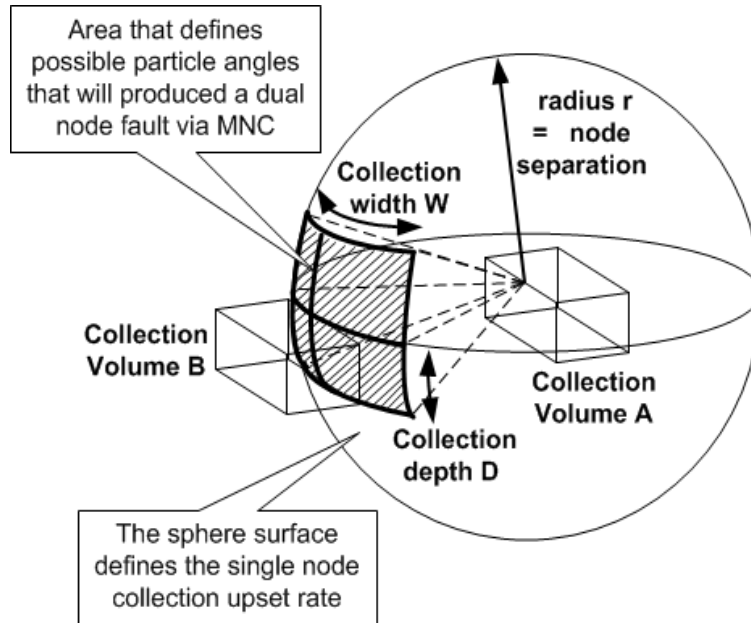 Area that defines
possible particle angles
that will produced a dual
node fault via MNC
radius r
= node
separation
Collection
width W
Collection
Volume B
Collection
Volume A
Collection
depth D
The sphere surface
defines the single node
collection upset rate